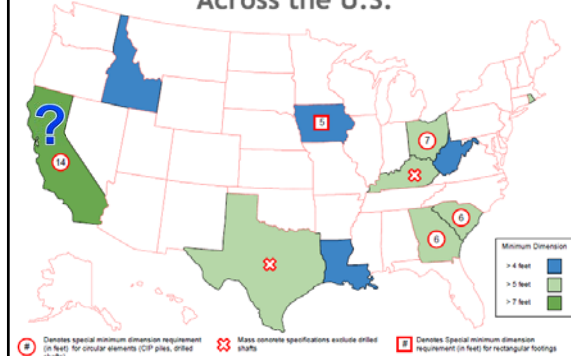 Across the U.S.
?
14
5
7
6
6
Minimum Dimension
> 4 feet
> 5 feet
> 7 feet
# Denotes special minimum dimension requirement
(in feet) for circular elements (CIP piles, drilled
shafts)
Mass concrete specifications exclude drilled
shafts
# Denotes Special minimum dimension
requirement (in feet) for rectangular footings